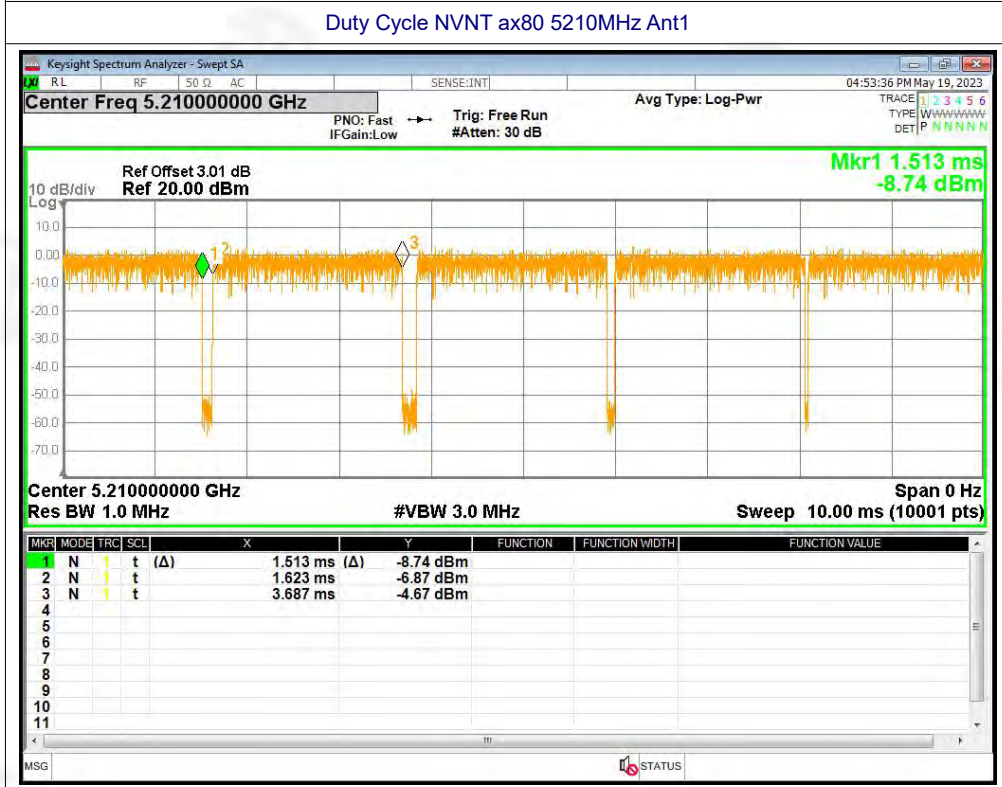 Duty Cycle NVNT ax80 5210MHz Ant1
Keysight Spectrum Analyzer - Swept SA
LXI RL RF 50 Ω AC SENSE:INT 04:53:36 PM May 19, 2023
Center Freq 5.210000000 GHz Avg Type: Log-Pwr TRACE 1 2 3 4 5 6
PNO: Fast Trig: Free Run TYPE WWWWWWW
IFGain:Low #Atten: 30 dB DET P N N N N N
Mkr1 1.513 ms
Ref Offset 3.01 dB
10 dB/div Ref 20.00 dBm -8.74 dBm
Log
10.0
0.00
-10.0
-20.0
-30.0
-40.0
-50.0
-60.0
-70.0
1 2 3
Center 5.210000000 GHz Span 0 Hz
Res BW 1.0 MHz #VBW 3.0 MHz Sweep 10.00 ms (10001 pts)
MKR MODE TRC SCL X Y FUNCTION FUNCTION WIDTH FUNCTION VALUE
1 N 1 t (Δ) 1.513 ms (Δ) -8.74 dBm
2 N 1 t 1.623 ms -6.87 dBm
3 N 1 t 3.687 ms -4.67 dBm
4
5
6
7
8
9
10
11
MSG STATUS